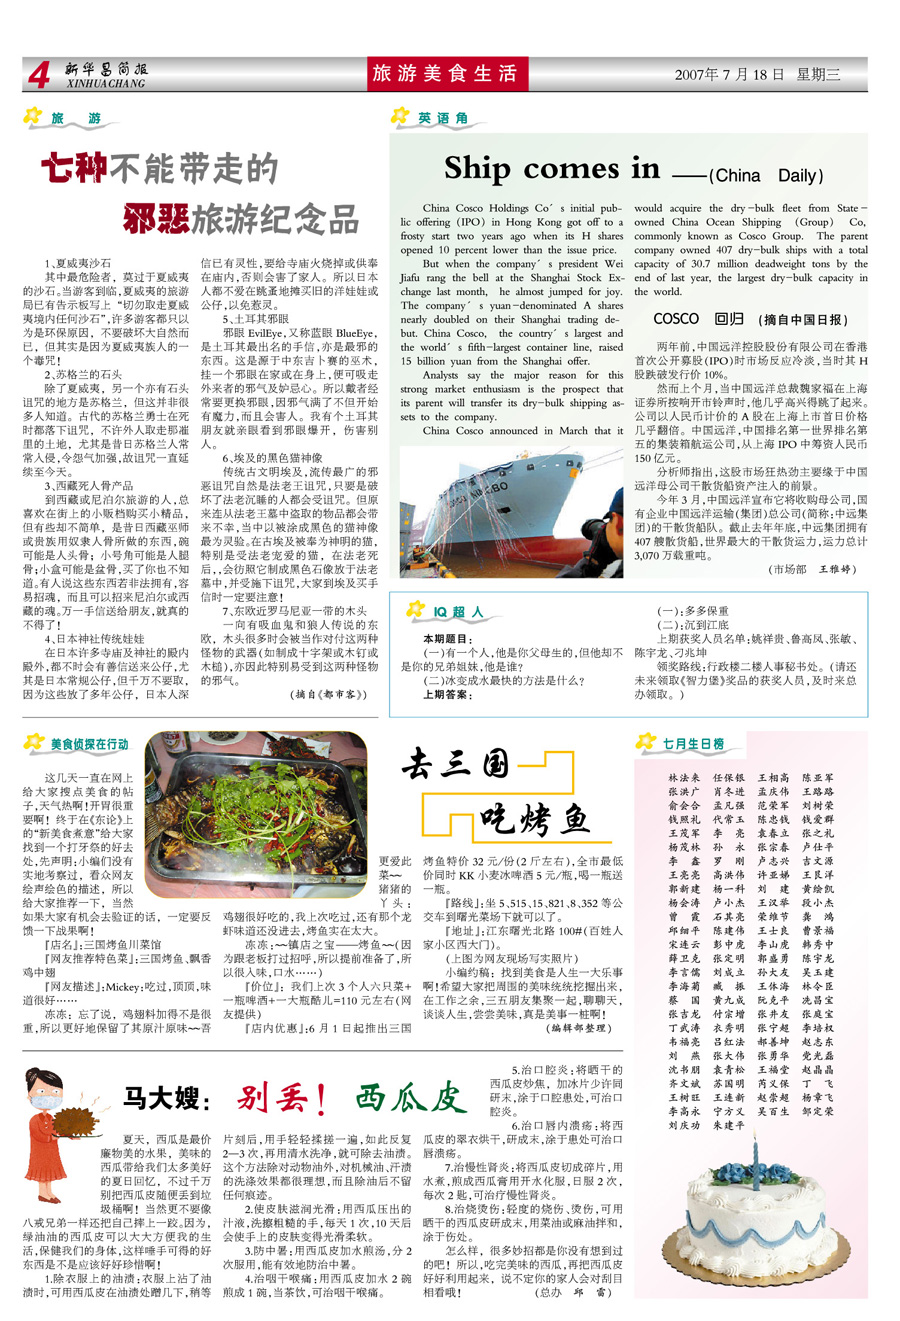 4
新华昌简报
XINHUACHANG
旅游美食生活
2007年 7 月 18 日 星期三
旅 游
七种不能带走的
邪恶旅游纪念品
1、夏威夷沙石
其中最危险者，莫过于夏威夷
的沙石。当游客到临，夏威夷的旅游
局已有告示板写上“切勿取走夏威
夷境内任何沙石”，许多游客都只以
为是环保原因，不要破坏大自然而
已，但其实是因为夏威夷族人的一
个毒咒！
2、苏格兰的石头
除了夏威夷，另一个亦有石头
诅咒的地方是苏格兰，但这并非很
多人知道。古代的苏格兰勇士在死
时都落下诅咒，不许外人取走那褔
里的土地，尤其是昔日苏格兰人常
常入侵，令怨气加强，故诅咒一直延
续至今天。
3、西藏死人骨产品
到西藏或尼泊尔旅游的人，总
喜欢在街上的小贩档购买小精品，
但有些却不简单，是昔日西藏巫师
或贵族用奴隶人骨所做的东西，碗
可能是人头骨；小号角可能是人腿
骨；小盒可能是盆骨，买了你也不知
道。有人说这些东西若非法拥有，容
易招魂，而且可以招来尼泊尔或西
藏的魂。万一手信送给朋友，就真的
不得了！
4、日本神社传统娃娃
在日本许多寺庙及神社的殿内
殿外，都不时会有善信送来公仔，尤
其是日本常规公仔，但千万不要取，
因为这些放了多年公仔，日本人深
信已有灵性，要给寺庙火烧掉或供奉
在庙内，否则会害了家人。所以日本
人都不爱在跳蚤地摊买旧的洋娃娃或
公仔，以免惹灵。
5、土耳其邪眼
邪眼 EvilEye，又称蓝眼 BlueEye，
是土耳其最出名的手信，亦是最邪的
东西。这是源于中东吉卜赛的巫术，
挂一个邪眼在家或在身上，便可吸走
外来者的邪气及妒忌心。所以戴者经
常要更换邪眼，因邪气满了不但开始
有魔力，而且会害人。我有个土耳其
朋友就亲眼看到邪眼爆开，伤害别
人。
6、埃及的黑色猫神像
传统古文明埃及，流传最广的邪
恶诅咒自然是法老王诅咒，只要是破
坏了法老沉睡的人都会受诅咒。但原
来连从法老王墓中盗取的物品都会带
来不幸，当中以被涂成黑色的猫神像
最为灵验。在古埃及被奉为神明的猫，
特别是受法老宠爱的猫，在法老死
后，，会仿照它制成黑色石像放于法老
墓中，并受施下诅咒，大家到埃及买手
信时一定要注意！
7、东欧近罗马尼亚一带的木头
一向有吸血鬼和狼人传说的东
欧，木头很多时会被当作对付这两种
怪物的武器（如制成十字架或木钉或
木槌），亦因此特别易受到这两种怪物
的邪气。
（摘自《都市客》）
英语角
Ship comes in ——(China Daily)
China Cosco Holdings Co´s initial pub-
lic offering (IPO) in Hong Kong got off to a
frosty start two years ago when its H shares
opened 10 percent lower than the issue price.
But when the company´s president Wei
Jiafu rang the bell at the Shanghai Stock Ex-
change last month, he almost jumped for joy.
The company´s yuan-denominated A shares
nearly doubled on their Shanghai trading de-
but. China Cosco, the country´s largest and
the world´s fifth-largest container line, raised
15 billion yuan from the Shanghai offer.
Analysts say the major reason for this
strong market enthusiasm is the prospect that
its parent will transfer its dry-bulk shipping as-
sets to the company.
China Cosco announced in March that it
would acquire the dry-bulk fleet from State-
owned China Ocean Shipping (Group) Co,
commonly known as Cosco Group. The parent
company owned 407 dry-bulk ships with a total
capacity of 30.7 million deadweight tons by the
end of last year, the largest dry-bulk capacity in
the world.
COSCO 回归（摘自中国日报）
两年前，中国远洋控股股份有限公司在香港
首次公开募股（IPO）时市场反应冷淡，当时其 H
股跌破发行价 10%。
然而上个月，当中国远洋总裁魏家福在上海
证券所按响开市铃声时，他几乎高兴得跳了起来。
公司以人民币计价的 A 股在上海上市首日价格
几乎翻倍。中国远洋，中国排名第一世界排名第
五的集装箱航运公司，从上海 IPO 中筹资人民币
150 亿元。
分析师指出，这股市场狂热劲主要缘于中国
远洋母公司干散货船资产注入的前景。
今年 3 月，中国远洋宣布它将收购母公司，国
有企业中国远洋运输（集团）总公司（简称：中远集
团）的干散货船队。截止去年年底，中远集团拥有
407 艘散货船，世界最大的干散货运力，运力总计
3,070 万载重吨。
（市场部 王雅婷）
IQ 超人
本期题目：
（一）有一个人，他是你父母生的，但他却不
是你的兄弟姐妹，他是谁？
（二）冰变成水最快的方法是什么？
上期答案：
（一）：多多保重
（二）：沉到江底
上期获奖人员名单：姚祥贵、鲁高凤、张敏、
陈宇龙、刁兆坤
领奖路线：行政楼二楼人事秘书处。（请还
未来领取《智力堡》奖品的获奖人员，及时来总
办领取。）
美食侦探在行动
去三国
吃烤鱼
这几天一直在网上
给大家搜点美食的帖
子，天气热啊！开胃很重
要啊！终于在《东论》上
的“新美食煮意”给大家
找到一个打牙祭的好去
处，先声明：小编们没有
实地考察过，看众网友
绘声绘色的描述，所以
给大家推荐一下，当然
如果大家有机会去验证的话，一定要反
馈一下战果啊！
『店名』：三国烤鱼川菜馆
『网友推荐特色菜』：三国烤鱼、飘香
鸡中翅
『网友描述』：Mickey：吃过，顶顶，味
道很好……
冻冻：忘了说，鸡翅料加得不是很
重，所以更好地保留了其原汁原味~~吾
更爱此
菜~~
猪猪的
丫头：
鸡翅很好吃的，我上次吃过，还有那个龙
虾味道还没进去，烤鱼实在太大。
冻冻：~~镇店之宝——烤鱼~~（因
为跟老板打过招呼，所以提前准备了，所
以很入味，口水……）
『价位』：我们上次 3 个人六只菜+
一瓶啤酒+一大瓶酷儿=110 元左右（网
友提供）
『店内优惠』：6 月 1 日起推出三国
烤鱼特价 32 元/份（2 斤左右），全市最低
价同时 KK 小麦冰啤酒 5 元/瓶，喝一瓶送
一瓶。
『路线』：坐 5、515、15、821、8、352 等公
交车到曙光菜场下就可以了。
『地址』：江东曙光北路 100#（百姓人
家小区西大门）。
（上图为网友现场写实照片）
小编约稿：找到美食是人生一大乐事
啊！希望大家把周围的美味统统挖掘出来，
在工作之余，三五朋友集聚一起，聊聊天，
谈谈人生，尝尝美味，真是美事一桩啊！
（编辑部整理）
七月生日榜
林法来 任保银 王相高 陈亚军
张洪广 肖冬进 孟庆伟 王路路
俞会合 孟凡强 范荣军 刘树荣
钱照礼 代常玉 陈忠钱 钱爱群
王茂军 李亮 袁春立 张之礼
杨茂林 孙永 张宗春 卢仕平
李鑫 罗刚 卢志兴 吉文源
王亮亮 高洪伟 许亚娣 王艮洋
郭新建 杨一科 刘建 黄绘凯
杨会涛 卢小杰 王汉举 段小杰
曾霞 石其亮 荣维节 龚鸿
邱细平 陈建伟 王士良 曹景福
宋连云 彭中虎 李山虎 韩秀中
薛卫克 张定明 郭盛勇 陈宇龙
李言儒 刘成立 孙大友 吴玉建
李海菊 臧振 王体海 林令臣
蔡国 黄九成 阮克平 冼昌宝
张吉龙 付宗增 张井友 张庭宝
丁武涛 衣秀明 张宁超 李培权
韦福亮 吕红法 郝善坤 赵志东
刘燕 张大伟 张勇华 党光磊
沈书朋 袁青松 王福堂 赵晶晶
齐文斌 苏国明 芮义保 丁飞
王树旺 王连新 赵崇超 杨章飞
李高永 宁方义 吴百生 邹定荣
刘庆功 朱建平
马大嫂：别丢！西瓜皮
夏天，西瓜是最价
廉物美的水果，美味的
西瓜带给我们太多美好
的夏日回忆，不过千万
别把西瓜皮随便丢到垃
圾桶啊！当然更不要像
八戒兄弟一样还把自己摔上一跤。因为，
绿油油的西瓜皮可以大大方便我的生
活，保健我们的身体，这样唾手可得的好
东西是不是应该好好珍惜啊！
1.除衣服上的油渍：衣服上沾了油
渍时，可用西瓜皮在油渍处蹭几下，稍等
片刻后，用手轻轻揉搓一遍，如此反复
2—3 次，再用清水洗净，就可除去油渍。
这个方法除对动物油外，对机械油、汗渍
的洗涤效果都很理想，而且除油后不留
任何痕迹。
2.使皮肤滋润光滑：用西瓜压出的
汁液，洗擦粗糙的手，每天 1 次，10 天后
会使手上的皮肤变得光滑柔软。
3.防中暑：用西瓜皮加水煎汤，分 2
次服用，能有效地防治中暑。
4.治咽干喉痛：用西瓜皮加水 2 碗
煎成 1 碗，当茶饮，可治咽干喉痛。
5.治口腔炎：将晒干的
西瓜皮炒焦，加冰片少许同
研末，涂于口腔患处，可治口
腔炎。
6.治口唇内溃疡：将西
瓜皮的翠衣烘干，研成末，涂于患处可治口
唇溃疡。
7.治慢性肾炎：将西瓜皮切成碎片，用
水煮，煎成西瓜膏用开水化服，日服 2 次，
每次 2 匙，可治疗慢性肾炎。
8.治烧烫伤：轻度的烧伤、烫伤，可用
晒干的西瓜皮研成末，用菜油或麻油拌和，
涂于伤处。
怎么样，很多妙招都是你没有想到过
的吧！所以，吃完美味的西瓜，再把西瓜皮
好好利用起来，说不定你的家人会对刮目
相看哦！（总办 邱雷）